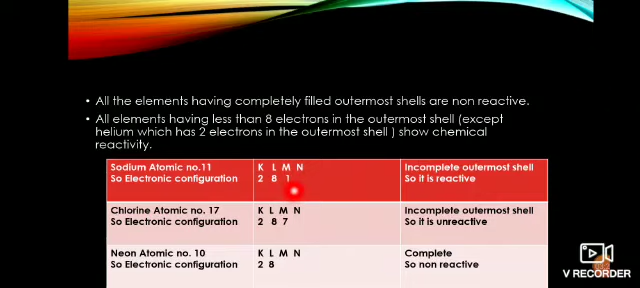 • All the elements having completely filled outermost shells are non reactive.
• All elements having less than 8 electrons in the outermost shell (except
helium which has 2 electrons in the outermost shell ) show chemical
reactivity.
Sodium Atomic no.11 K L M N Incomplete outermost shell
So Electronic configuration 2 8 1 So it is reactive
Chlorine Atomic no. 17 K L M N Incomplete outermost shell
So Electronic configuration 2 8 7 So it is unreactive
Neon Atomic no. 10 K L M N Complete
So Electronic configuration 2 8 So non reactive
V RECORDER